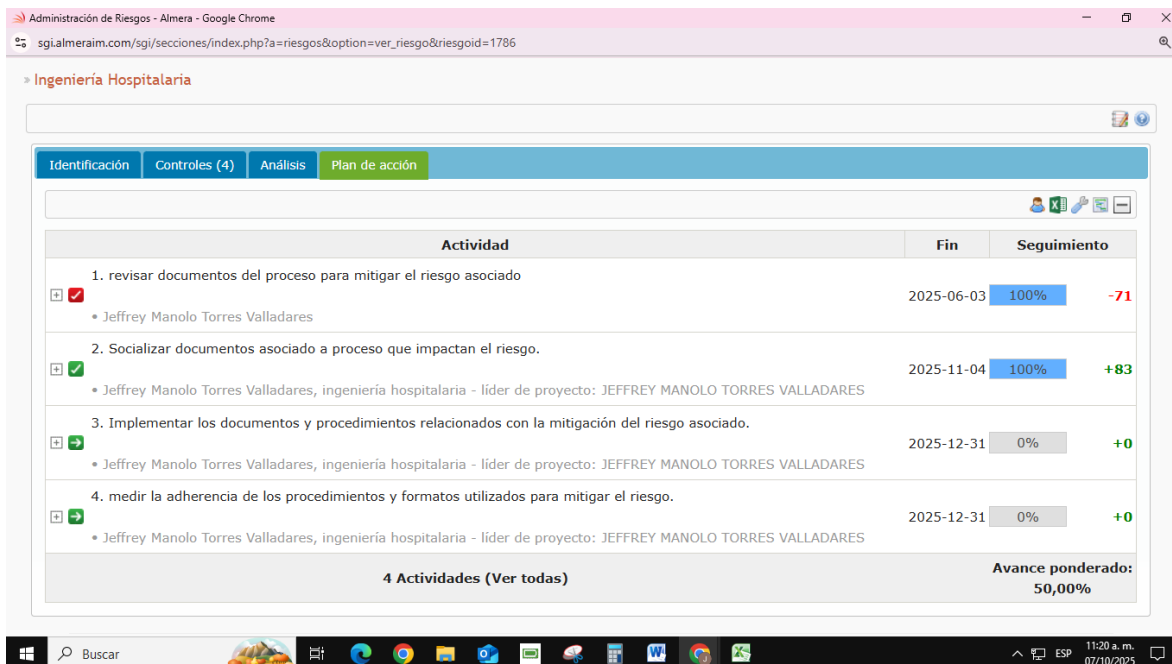 Administración de Riesgos - Almera - Google Chrome
sgi.almeraim.com/sgi/secciones/index.php?a=riesgos&option=ver_riesgo&riesgoid=1786
» Ingeniería Hospitalaria
Identificación Controles (4) Análisis Plan de acción
Actividad Fin Seguimiento
1. revisar documentos del proceso para mitigar el riesgo asociado
2025-06-03 100% -71
• Jeffrey Manolo Torres Valladares
2. Socializar documentos asociado a proceso que impactan el riesgo.
2025-11-04 100% +83
• Jeffrey Manolo Torres Valladares, ingeniería hospitalaria - líder de proyecto: JEFFREY MANOLO TORRES VALLADARES
3. Implementar los documentos y procedimientos relacionados con la mitigación del riesgo asociado.
2025-12-31 0% +0
• Jeffrey Manolo Torres Valladares, ingeniería hospitalaria - líder de proyecto: JEFFREY MANOLO TORRES VALLADARES
4. medir la adherencia de los procedimientos y formatos utilizados para mitigar el riesgo.
2025-12-31 0% +0
• Jeffrey Manolo Torres Valladares, ingeniería hospitalaria - líder de proyecto: JEFFREY MANOLO TORRES VALLADARES
4 Actividades (Ver todas) Avance ponderado:
50,00%
Buscar ESP 11:20 a. m.
07/10/2025